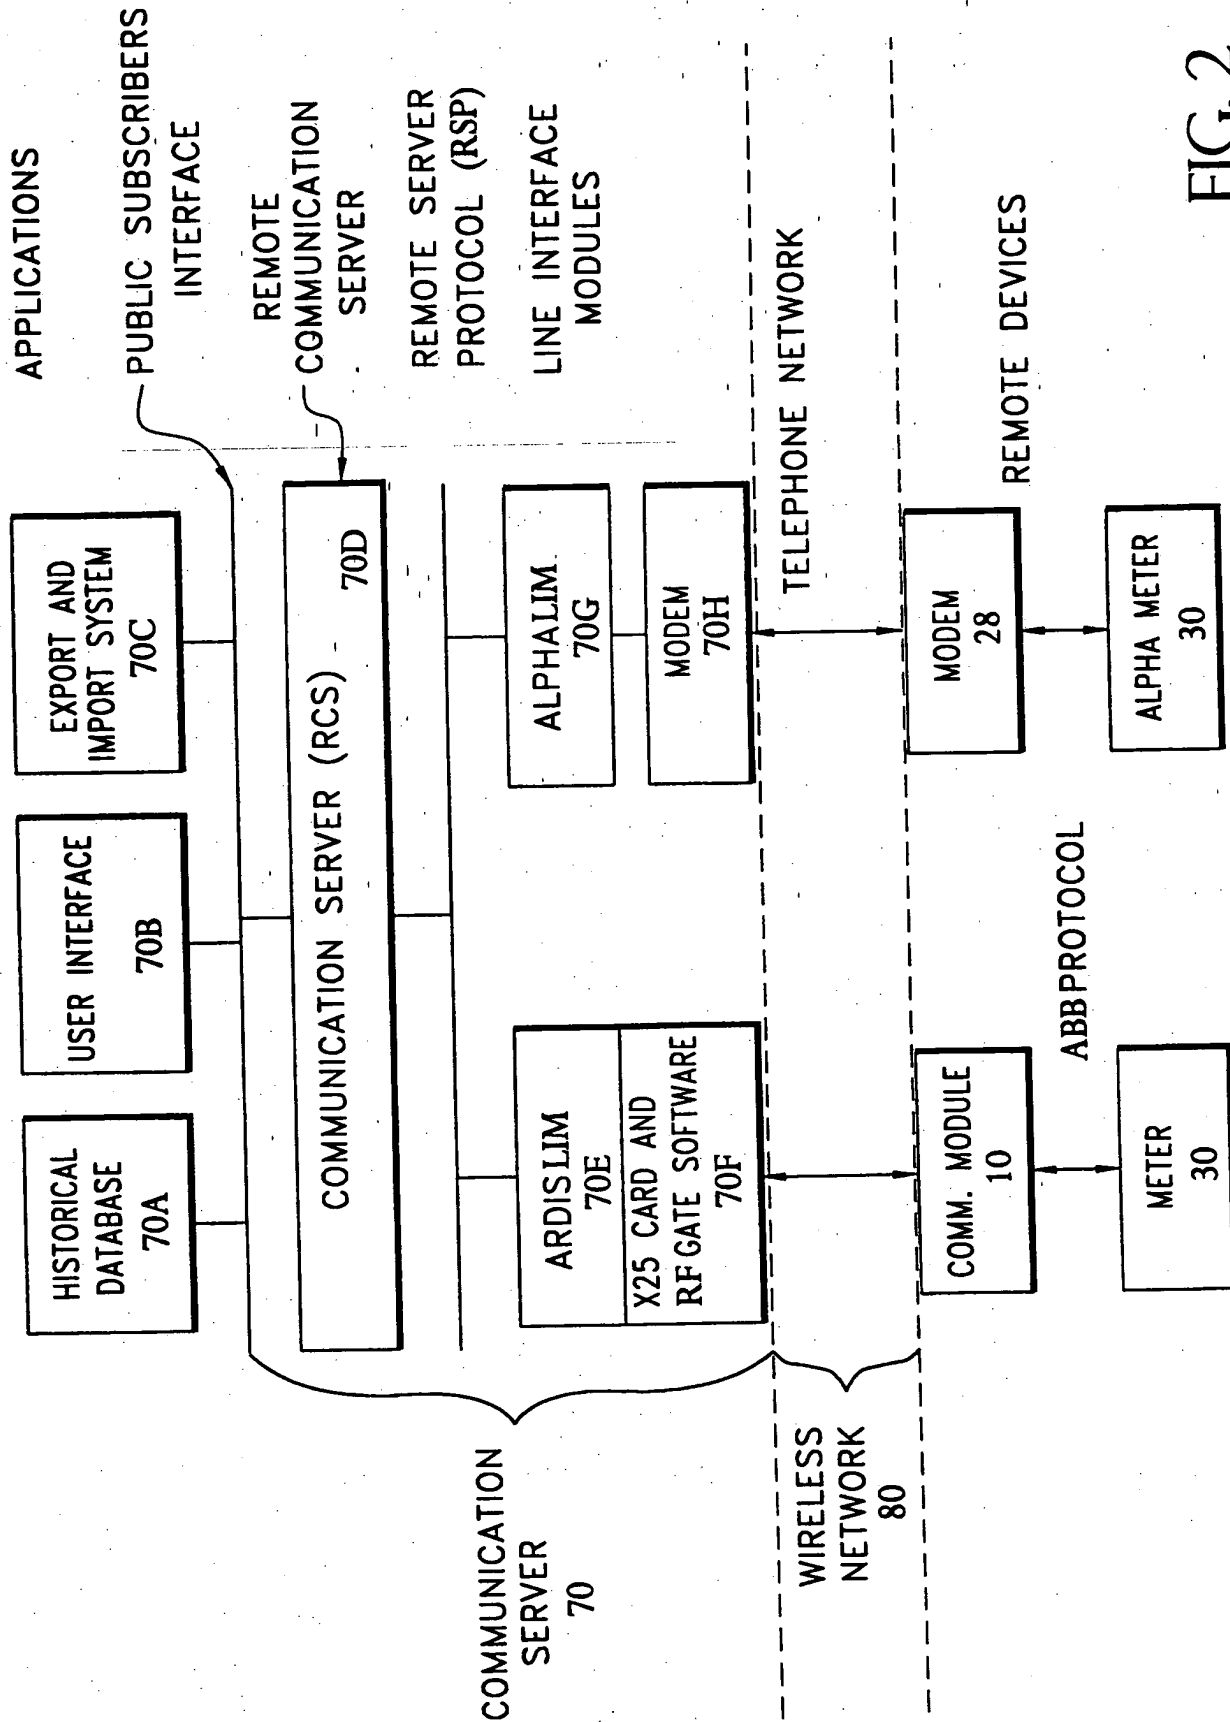 APPLICATIONS
HISTORICAL
DATABASE
70A
USER INTERFACE
70B
EXPORT AND
IMPORT SYSTEM
70C
PUBLIC SUBSCRIBERS
INTERFACE
COMMUNICATION SERVER (RCS)
70D
REMOTE
COMMUNICATION
SERVER
REMOTE SERVER
PROTOCOL (RSP)
COMMUNICATION
SERVER
70
ARDISLIM
70E
X25 CARD AND
RF GATE SOFTWARE
70F
ALPHALIM
70G
MODEM
70H
LINE INTERFACE
MODULES
WIRELESS
NETWORK
80
TELEPHONE NETWORK
COMM. MODULE
10
MODEM
28
REMOTE DEVICES
ABB PROTOCOL
METER
30
ALPHA METER
30
FIG. 2